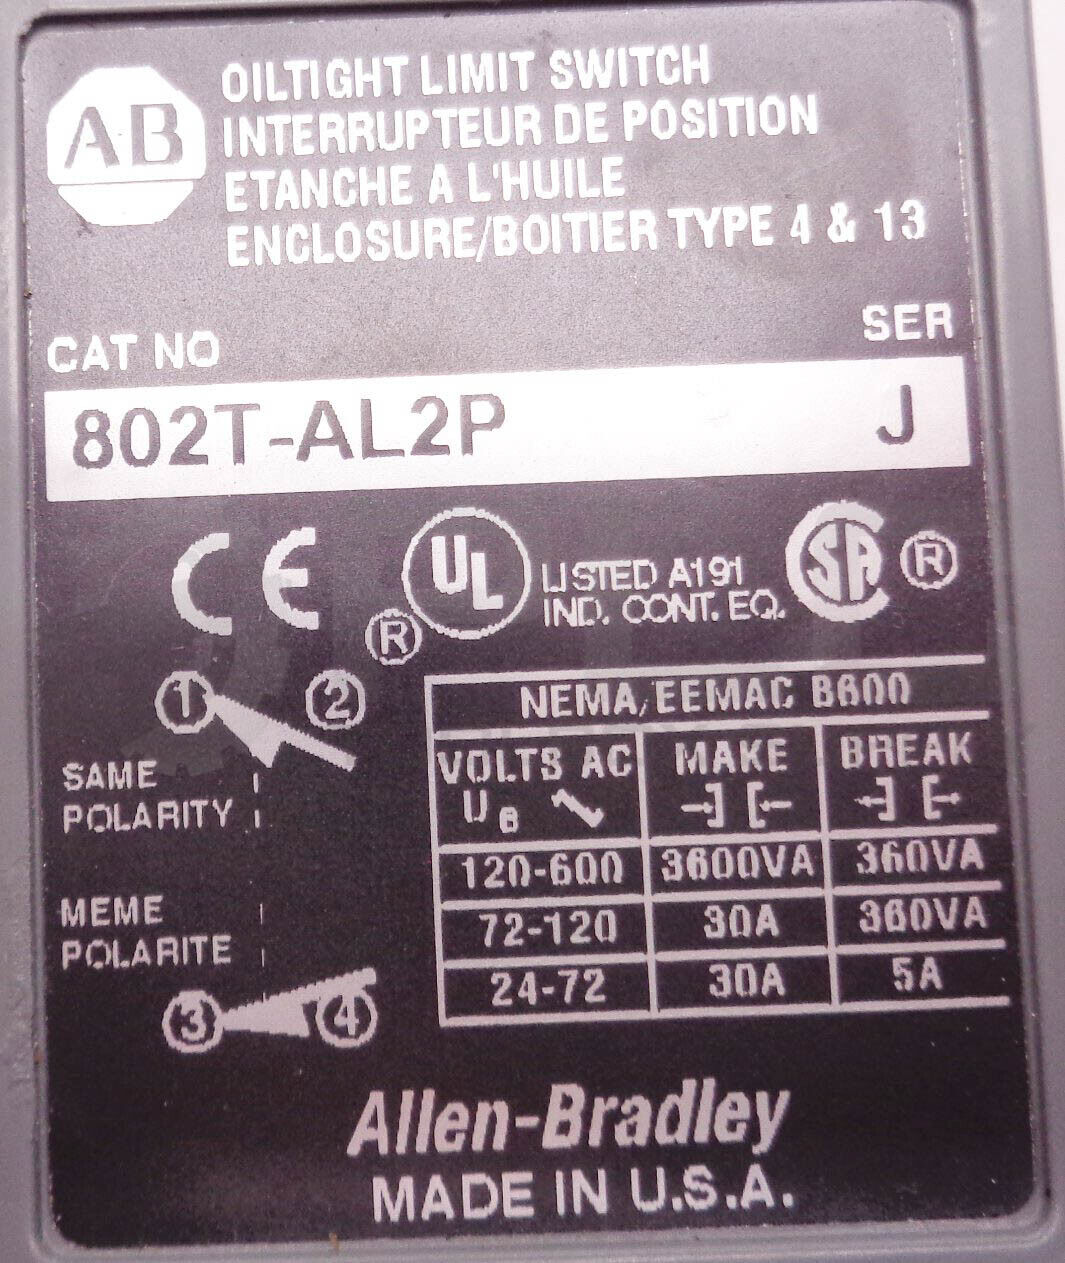 AB
OILTIGHT LIMIT SWITCH
INTERRUPTEUR DE POSITION
ETANCHE A L'HUILE
ENCLOSURE/BOITIER TYPE 4 & 13
CAT NO SER
802T-AL2P J
CE ® UL LISTED A191 SA ®
IND. CONT. EQ.
1 2
SAME
POLARITY
MEME
POLARITE
3 4
NEMA/EEMAC B600
VOLTS AC MAKE BREAK
120-600 3600VA 360VA
72-120 30A 360VA
24-72 30A 5A
Allen-Bradley
MADE IN U.S.A.